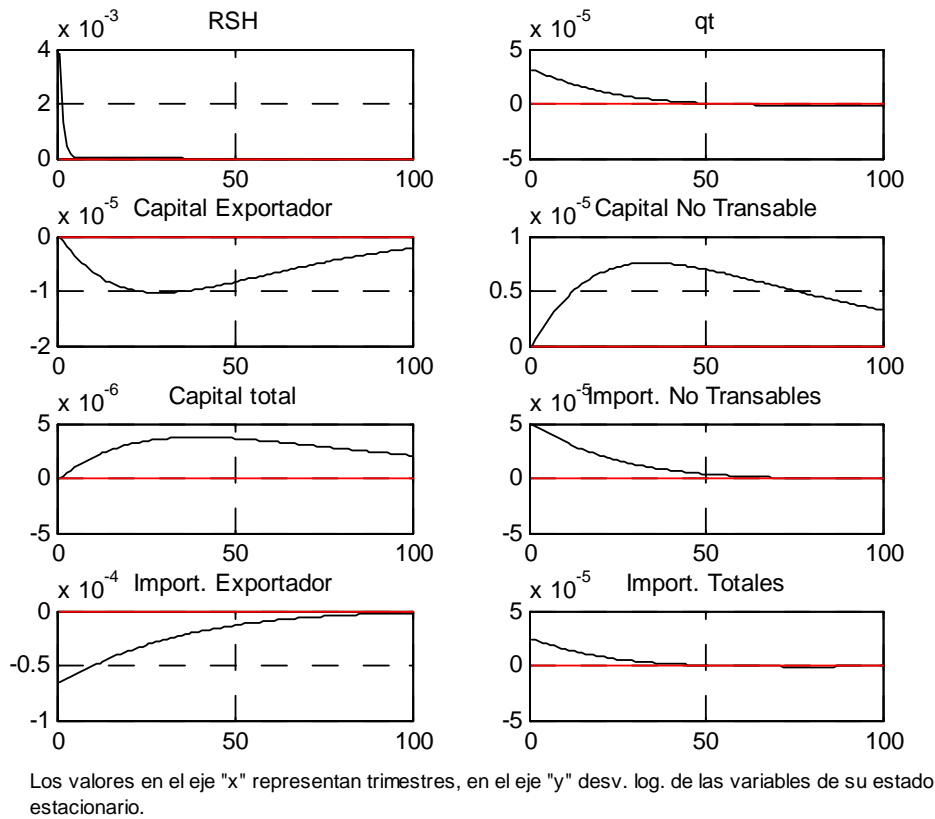 x 10^-3 RSH
4
2
0
0 50 100
x 10^-5 qt
5
0
-5
0 50 100
x 10^-5 Capital Exportador
0
-1
-2
0 50 100
x 10^-5 Capital No Transable
1
0.5
0
0 50 100
x 10^-6 Capital total
5
0
-5
0 50 100
x 10^-5 Import. No Transables
5
0
-5
0 50 100
x 10^-4 Import. Exportador
0
-0.5
-1
0 50 100
x 10^-5 Import. Totales
5
0
-5
0 50 100
Los valores en el eje "x" representan trimestres, en el eje "y" desv. log. de las variables de su estado
estacionario.